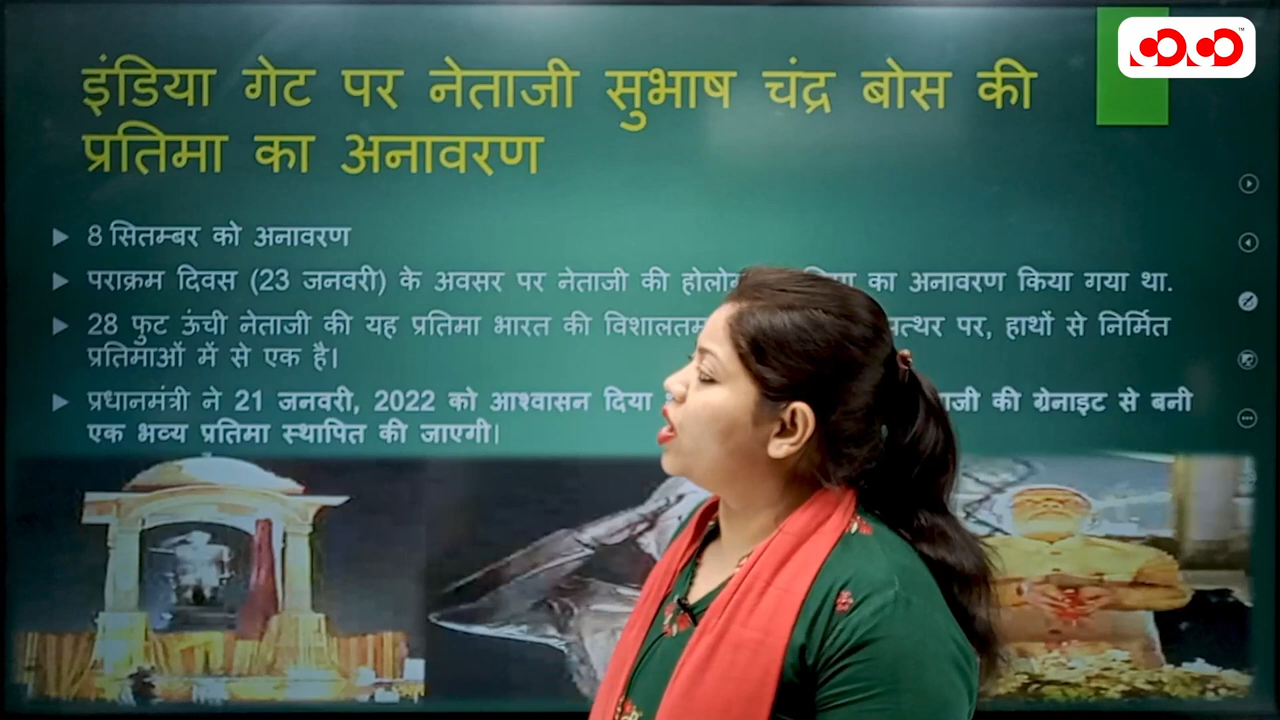 इंडिया गेट पर नेताजी सुभाष चंद्र बोस की
प्रतिमा का अनावरण
8 सितम्बर को अनावरण
पराक्रम दिवस (23 जनवरी) के अवसर पर नेताजी की का अनावरण किया गया था.
28 फुट ऊंची नेताजी की यह प्रतिमा भारत की विशालतम पर, हाथों से निर्मित
प्रतिमाओं में से एक है।
प्रधानमंत्री ने 21 जनवरी, 2022 को आश्वासन दिया की ग्रेनाइट से बनी
एक भव्य प्रतिमा स्थापित की जाएगी।